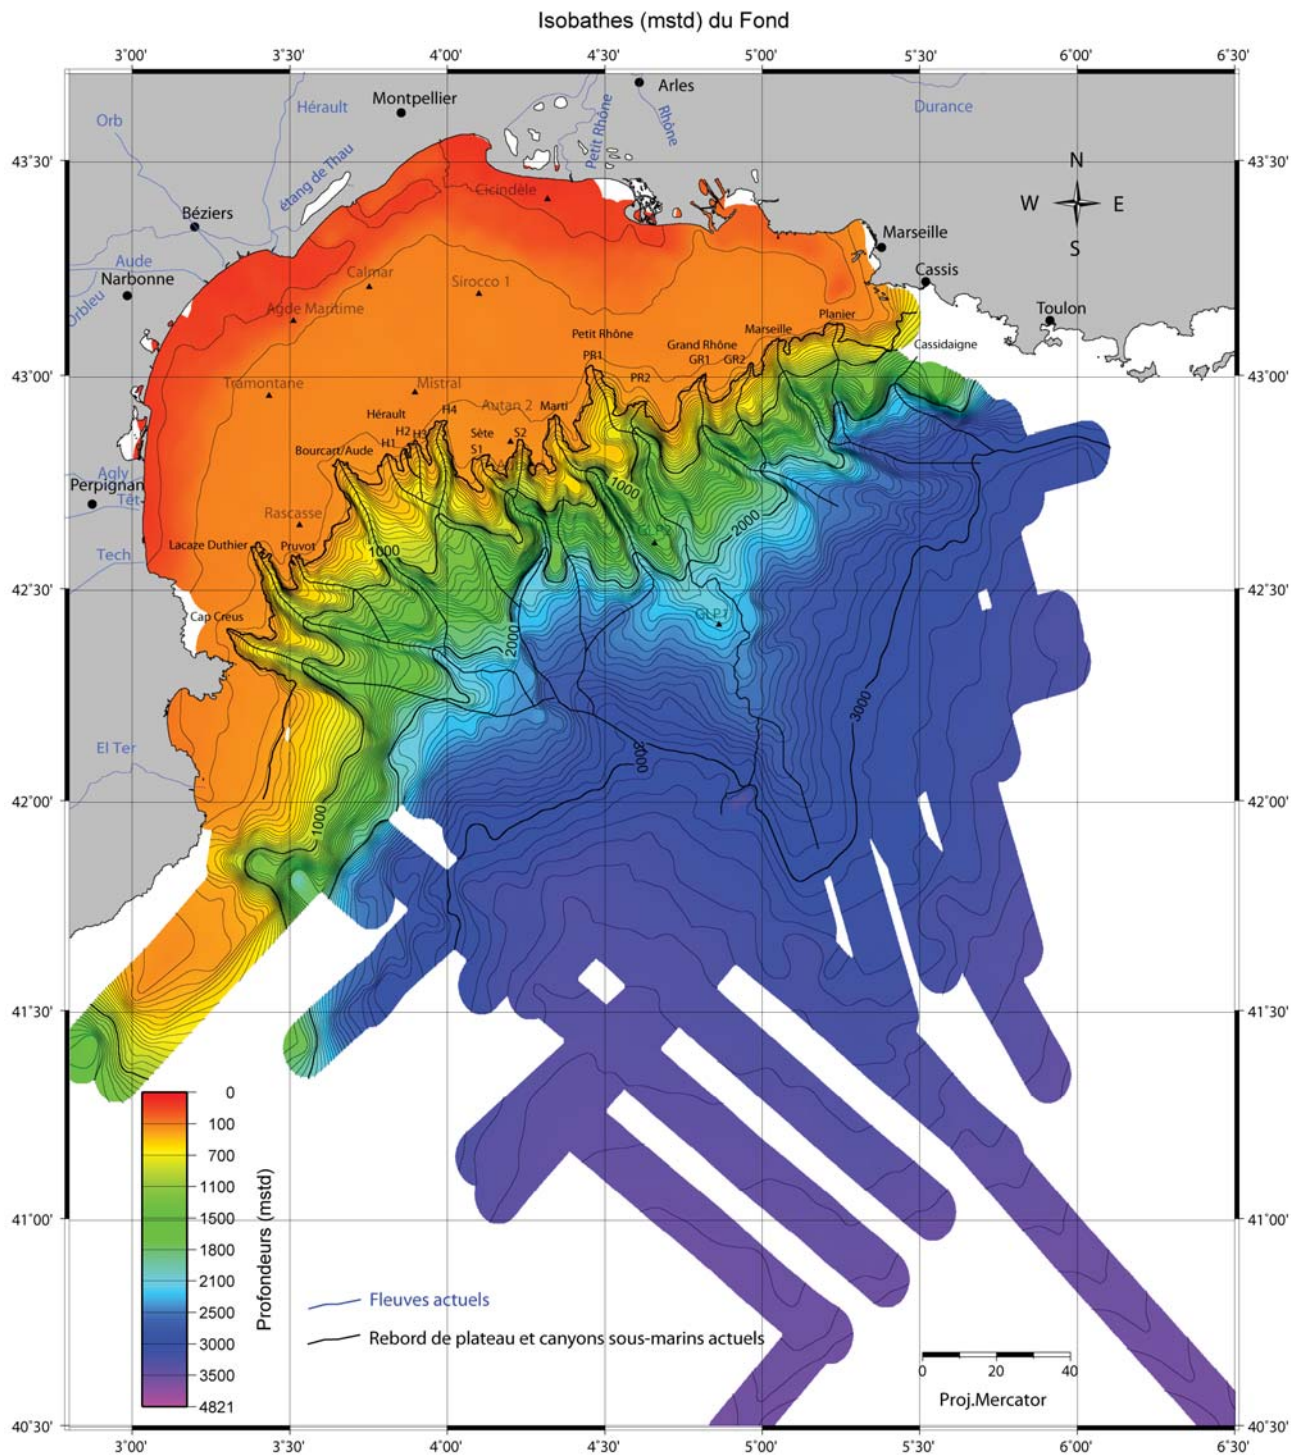 Isobathes (mstd) du Fond
3°00' 3°30' 4°00' 4°30' 5°00' 5°30' 6°00' 6°30'
Arles
Montpellier
Hérault
Orb
Petit Rhône
Rhône
Durance
43°30' 43°30'
N
W E
S
étang de Thau
Cicindèle
Béziers
Marseille
Aude
Narbonne
Orbieu
Calmar
Sirocco 1
Cassis
Agde Maritime
Toulon
Planier
Marseille
Petit Rhône
Grand Rhône
Cassidaigne
PR1
GR1
GR2
43°00' 43°00'
Tramontane
Mistral
PR2
Autan 2
Marti
Hérault
H4
H2
H3
H1
Sète
S2
S1
Bourcart/Aude
Agly
Perpignan
Têt
1000
Rascasse
2000
Lacaze Duthier
Pruvot
1000
Tech
42°30' 42°30'
Cap Creus
GLP1
2000
3000
El Ter
3000
42°00' 42°00'
1000
41°30' 41°30'
0
100
700
1100
1500
1800
2100
2500
3000
3500
4821
Profondeurs (mstd)
41°00' 41°00'
Fleuves actuels
Rebord de plateau et canyons sous-marins actuels
0 20 40
Proj.Mercator
40°30' 40°30'
3°00' 3°30' 4°00' 4°30' 5°00' 5°30' 6°00' 6°30'